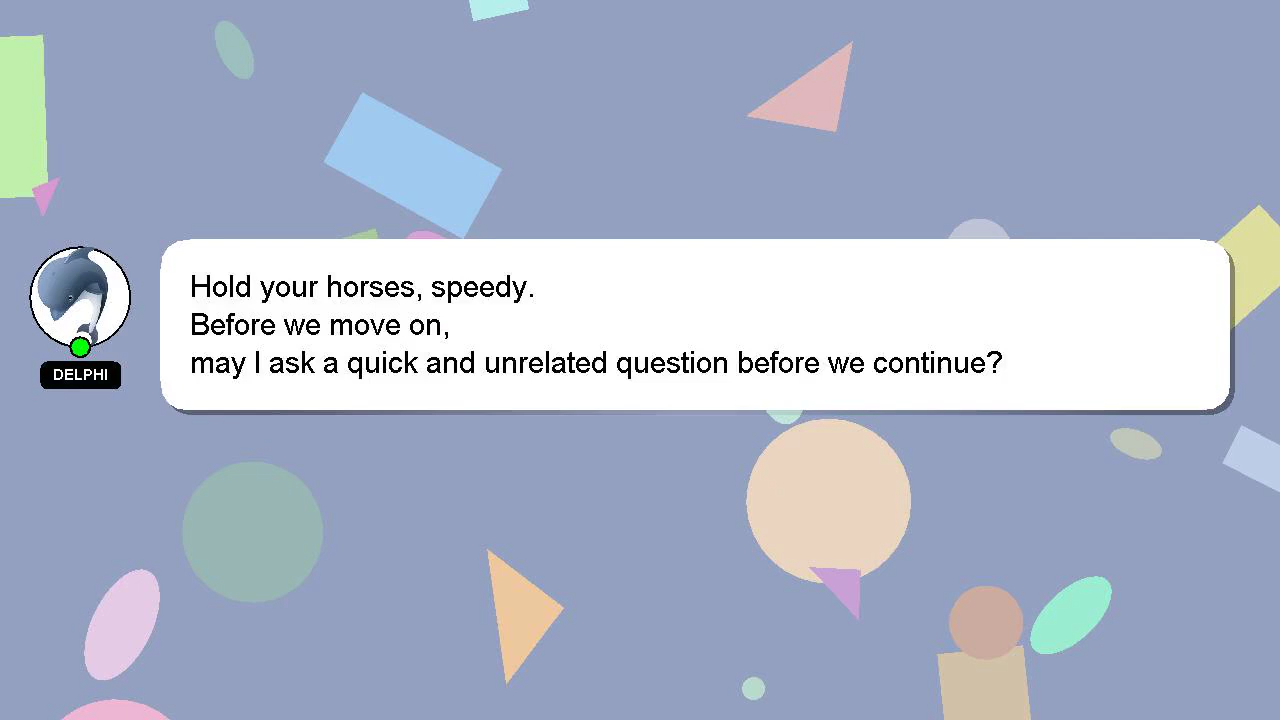 Hold your horses, speedy.
Before we move on,
may I ask a quick and unrelated question before we continue?
DELPHI